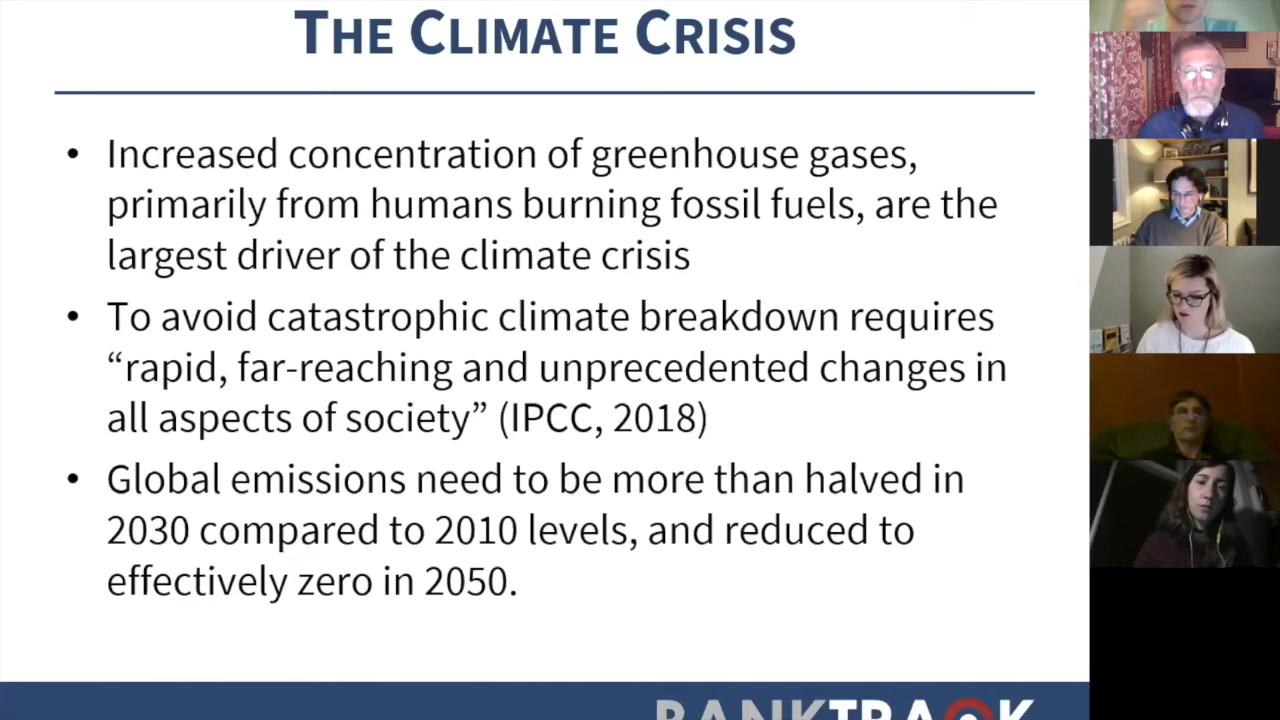 THE CLIMATE CRISIS
• Increased concentration of greenhouse gases,
primarily from humans burning fossil fuels, are the
largest driver of the climate crisis
• To avoid catastrophic climate breakdown requires
“rapid, far-reaching and unprecedented changes in
all aspects of society” (IPCC, 2018)
• Global emissions need to be more than halved in
2030 compared to 2010 levels, and reduced to
effectively zero in 2050.
BANKTRACK